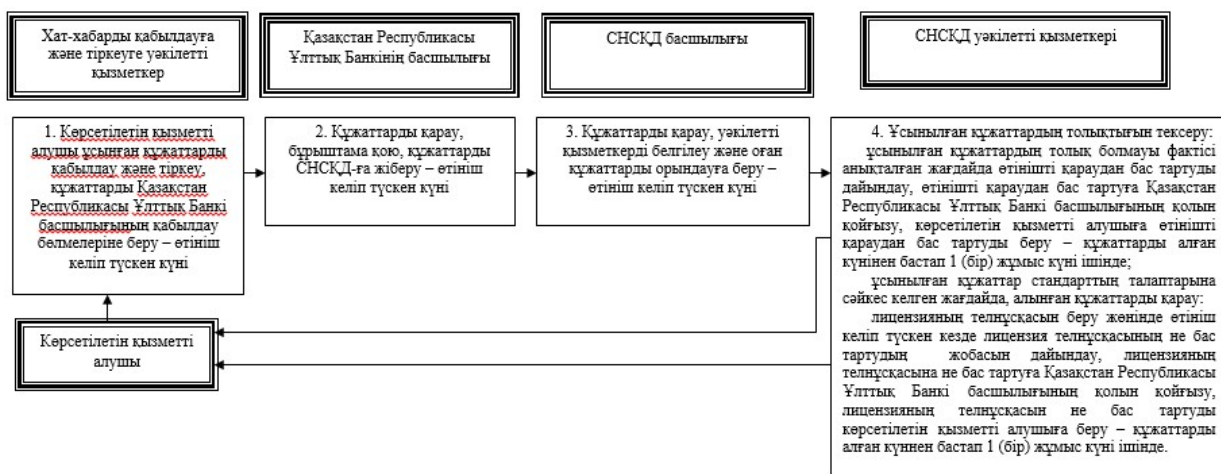 Хат-хабарды қабылдауға
және тіркеуге уәкілетті
қызметкер
Қазақстан Республикасы
Ұлттық Банкінің басшылығы
СНСҚД басшылығы
СНСҚД уәкілетті қызметкері
1. Көрсетілетін қызметті
алушы ұсынған құжаттарды
қабылдау және тіркеу,
құжаттарды Қазақстан
Республикасы Ұлттық Банкі
басшылығының қабылдау
бөлмелеріне беру – өтініш
келіп түскен күні
2. Құжаттарды қарау,
бұрыштама қою, құжаттарды
СНСҚД-ға жіберу – өтініш
келіп түскен күні
3. Құжаттарды қарау, уәкілетті
қызметкерді белгілеу және оған
құжаттарды орындауға беру –
өтініш келіп түскен күні
4. Ұсынылған құжаттардың толықтығын тексеру:
ұсынылған құжаттардың толық болмауы фактісі
анықталған жағдайда өтінішті қараудан бас тартуды
дайындау, өтінішті қараудан бас тартуға Қазақстан
Республикасы Ұлттық Банкі басшылығының қолын
қойғызу, көрсетілетін қызметті алушыға өтінішті
қараудан бас тартуды беру – құжаттарды алған
күнінен бастап 1 (бір) жұмыс күні ішінде;
ұсынылған құжаттар стандарттың талаптарына
сәйкес келген жағдайда, алынған құжаттарды қарау:
лицензияның телнұсқасын беру жөнінде өтініш
келіп түскен кезде лицензия телнұсқасының не бас
тартудың жобасын дайындау, лицензияның
телнұсқасына не бас тартуға Қазақстан Республикасы
Ұлттық Банкі басшылығының қолын қойғызу,
лицензияның телнұсқасын не бас тартуды
көрсетілетін қызметті алушыға беру – құжаттарды
алған күннен бастап 1 (бір) жұмыс күні ішінде.
Көрсетілетін қызметті
алушы